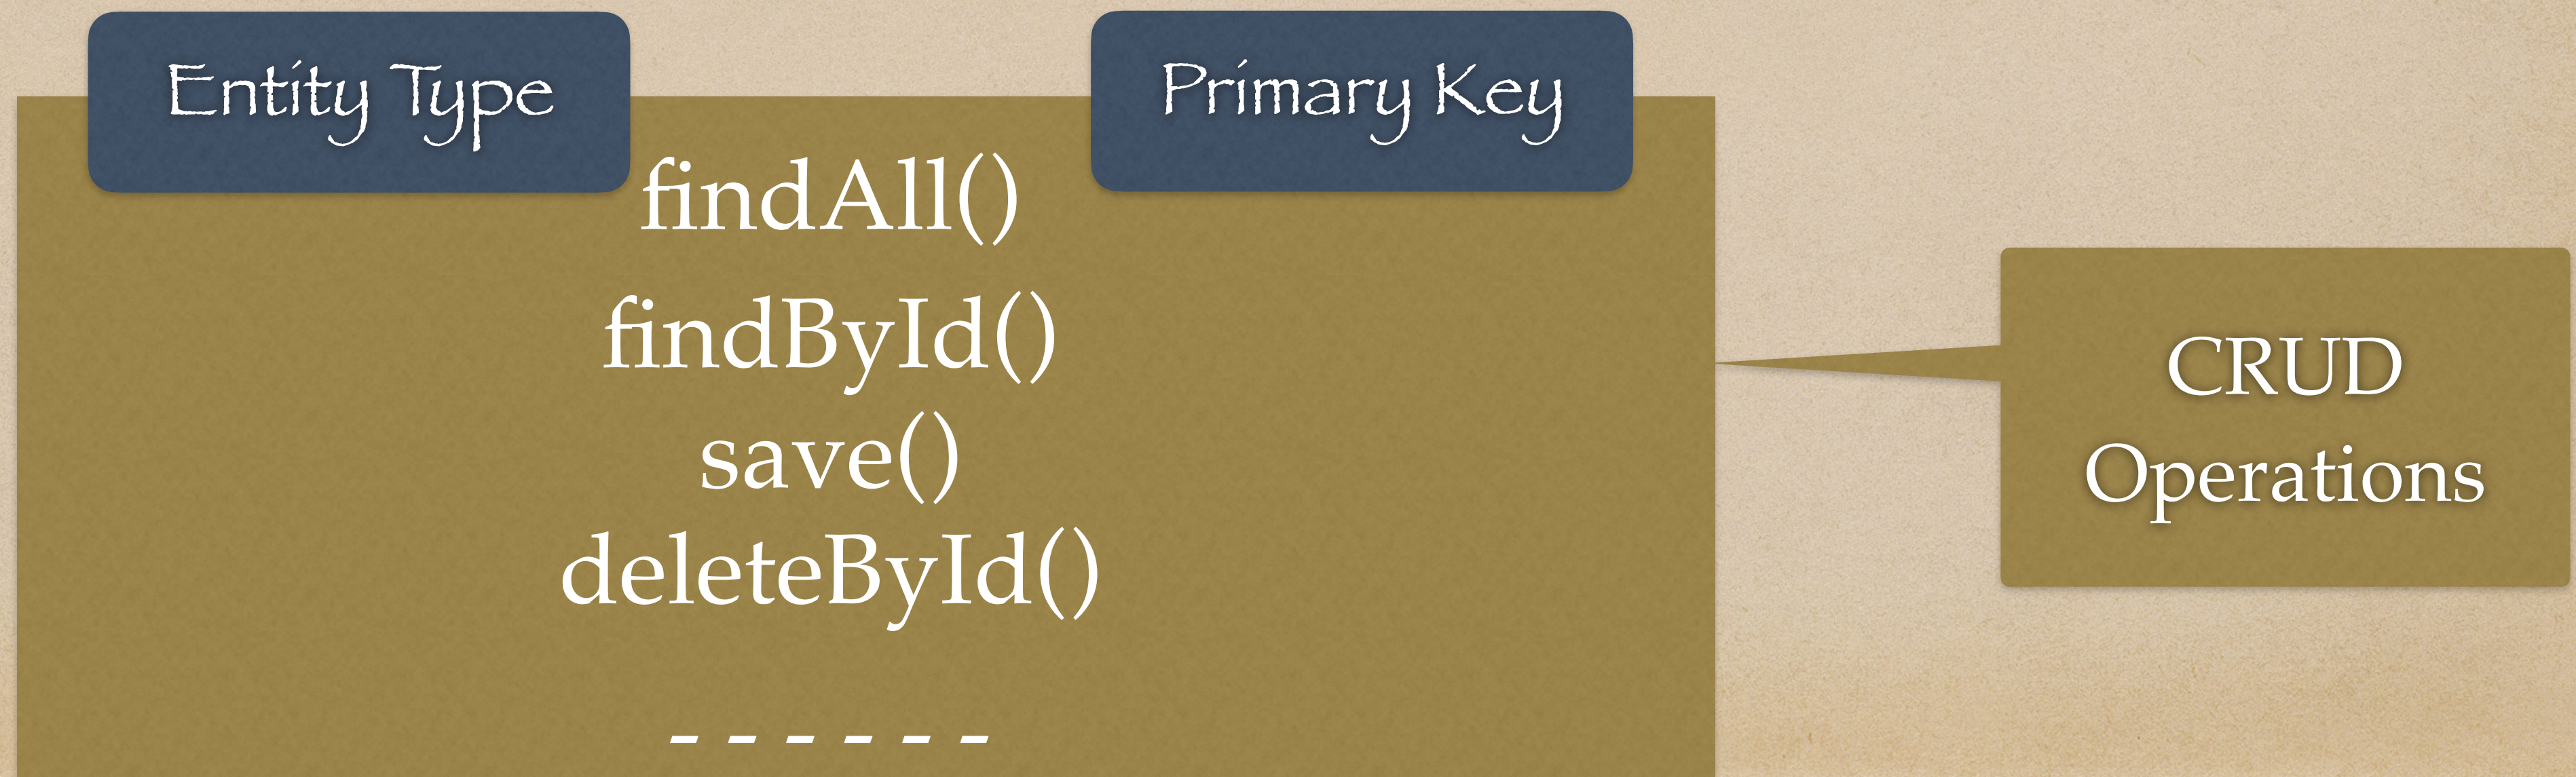 Entity Type
Primary Key
findAll()
findById()
save()
deleteById()
- - - - - -
CRUD
Operations